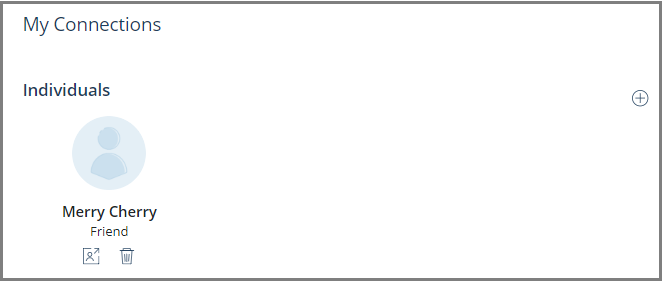 My Connections
Individuals
Merry Cherry
Friend